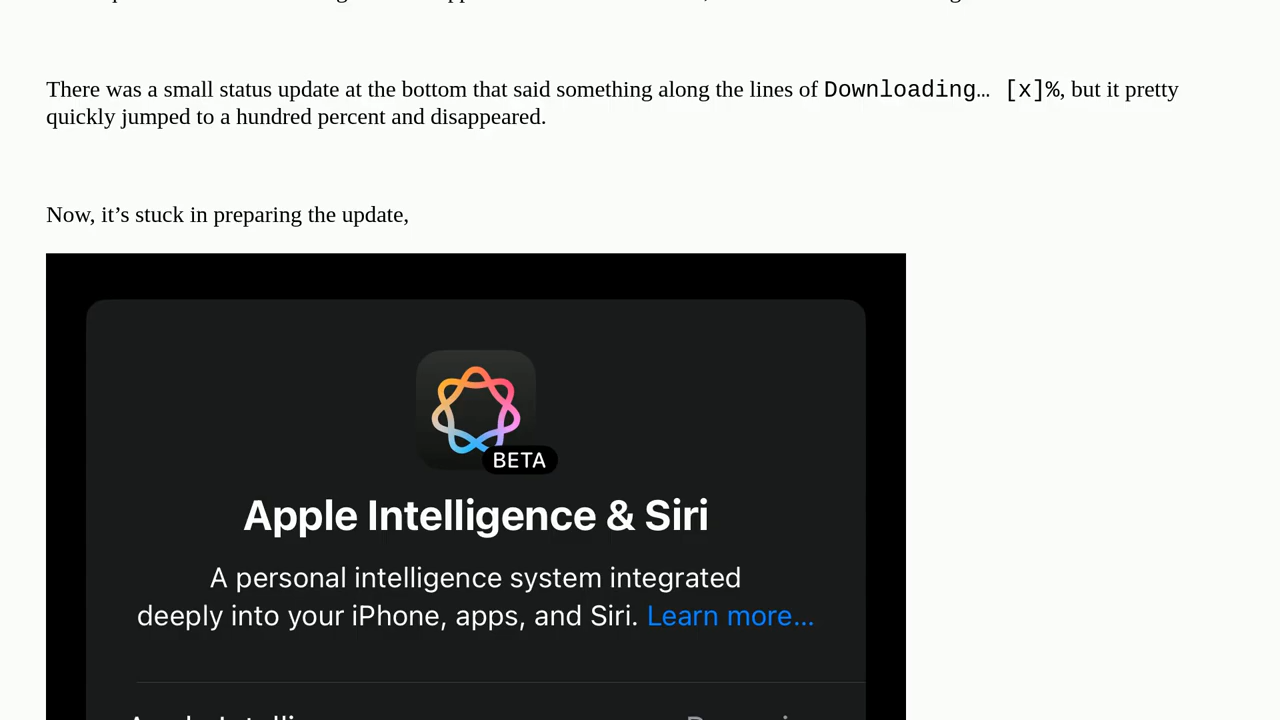 There was a small status update at the bottom that said something along the lines of Downloading… [x]%, but it pretty
quickly jumped to a hundred percent and disappeared.
Now, it’s stuck in preparing the update,
BETA
Apple Intelligence & Siri
A personal intelligence system integrated
deeply into your iPhone, apps, and Siri. Learn more...